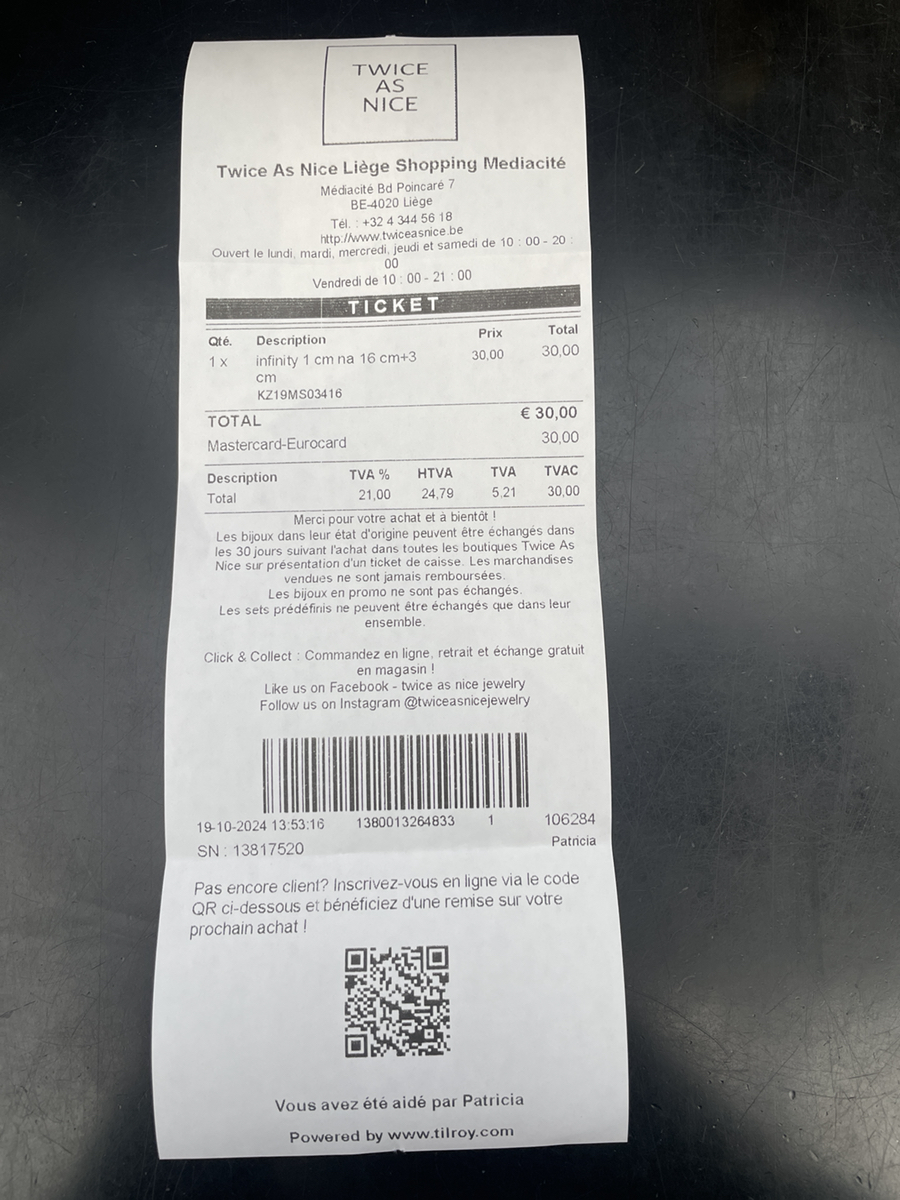 TWICE
AS
NICE
Twice As Nice Liège Shopping Mediacité
Médiacité Bd Poincaré 7
BE-4020 Liège
Tél. : +32 4 344 56 18
http://www.twiceasnice.be
Ouvert le lundi, mardi, mercredi, jeudi et samedi de 10 : 00 - 20 :
00
Vendredi de 10 : 00 - 21 : 00
TICKET
Qté. Description Prix Total
1 x infinity 1 cm na 16 cm+3 30,00 30,00
cm
KZ19MS03416
TOTAL € 30,00
Mastercard-Eurocard 30,00
Description TVA % HTVA TVA TVAC
Total 21,00 24,79 5,21 30,00
Merci pour votre achat et à bientôt !
Les bijoux dans leur état d'origine peuvent être échangés dans
les 30 jours suivant l'achat dans toutes les boutiques Twice As
Nice sur présentation d'un ticket de caisse. Les marchandises
vendues ne sont jamais remboursées.
Les bijoux en promo ne sont pas échangés.
Les sets prédéfinis ne peuvent être échangés que dans leur
ensemble.
Click & Collect : Commandez en ligne, retrait et échange gratuit
en magasin !
Like us on Facebook - twice as nice jewelry
Follow us on Instagram @twiceasnicejewelry
19-10-2024 13:53:16 1380013264833 1 106284
SN : 13817520 Patricia
Pas encore client? Inscrivez-vous en ligne via le code
QR ci-dessous et bénéficiez d'une remise sur votre
prochain achat !
Vous avez été aidé par Patricia
Powered by www.tilroy.com